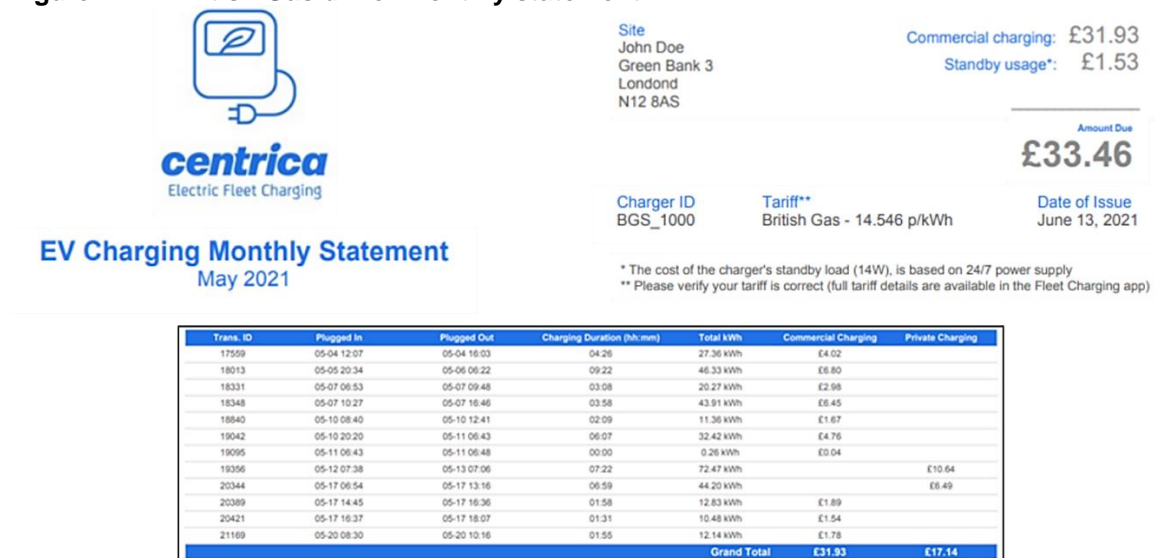 centrica
Electric Fleet Charging
EV Charging Monthly Statement
May 2021
Site
John Doe
Green Bank 3
Londond
N12 8AS
Commercial charging: £31.93
Standby usage*: £1.53
Amount Due
£33.46
Charger ID
BGS_1000
Tariff**
British Gas - 14.546 p/kWh
Date of Issue
June 13, 2021
* The cost of the charger's standby load (14W), is based on 24/7 power supply
** Please verify your tariff is correct (full tariff details are available in the Fleet Charging app)
Trans. ID Plugged In Plugged Out Charging Duration (hh:mm) Total kWh Commercial Charging Private Charging
17559 05-04 12:07 05-04 16:03 04:26 27.36 kWh £4.02
18013 05-05 20:34 05-06 06:22 09:22 46.33 kWh £6.80
18331 05-07 06:53 05-07 09:48 03:08 20.27 kWh £2.98
18348 05-07 10:27 05-07 16:46 03:58 43.91 kWh £6.45
18840 05-10 08:40 05-10 12:41 02:09 11.36 kWh £1.67
19042 05-10 20:20 05-11 06:43 06:07 32.42 kWh £4.76
19095 05-11 06:43 05-11 06:48 00:00 0.26 kWh £0.04
19356 05-12 07:38 05-13 07:06 07:22 72.47 kWh £10.64
20344 05-17 06:54 05-17 13:16 06:59 44.20 kWh £6.49
20389 05-17 14:45 05-17 16:36 01:58 12.83 kWh £1.89
20421 05-17 16:37 05-17 18:07 01:31 10.48 kWh £1.54
21169 05-20 08:30 05-20 10:16 01:55 12.14 kWh £1.78
Grand Total £31.93 £17.14